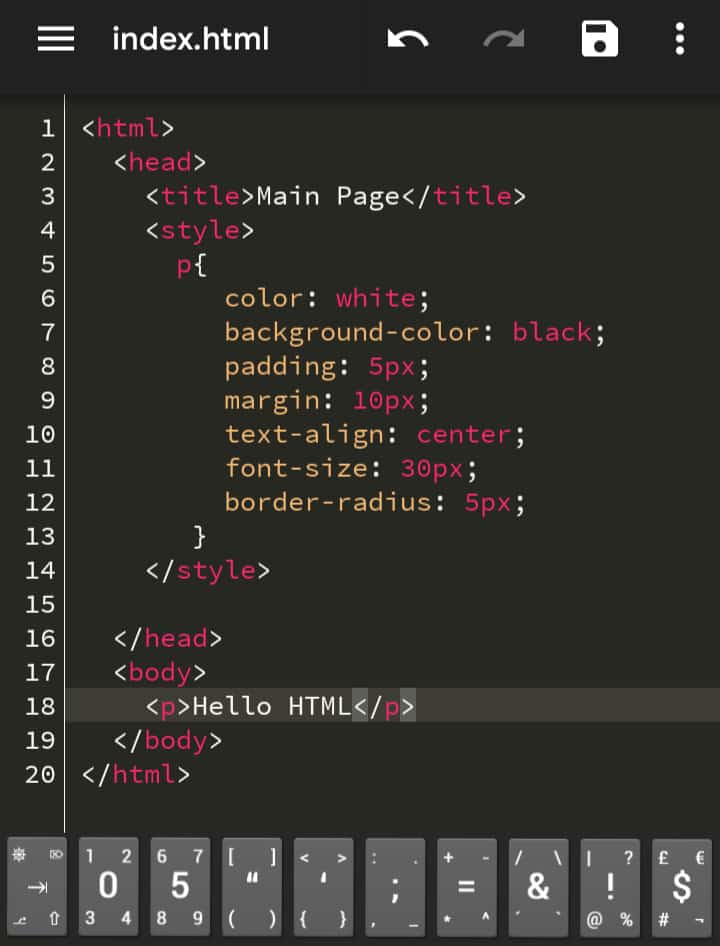 index.html
1 <html>
2 <head>
3 <title>Main Page</title>
4 <style>
5 p{
6 color: white;
7 background-color: black;
8 padding: 5px;
9 margin: 10px;
10 text-align: center;
11 font-size: 30px;
12 border-radius: 5px;
13 }
14 </style>
15
16 </head>
17 <body>
18 <p>Hello HTML</p>
19 </body>
20 </html>
1 2 6 7 [ ] < > : . + - / \ | ? £ €
0 5 " ' ; = & ! $
3 4 8 9 ( ) { } , _ * ^ ´ ` @ % # ¬